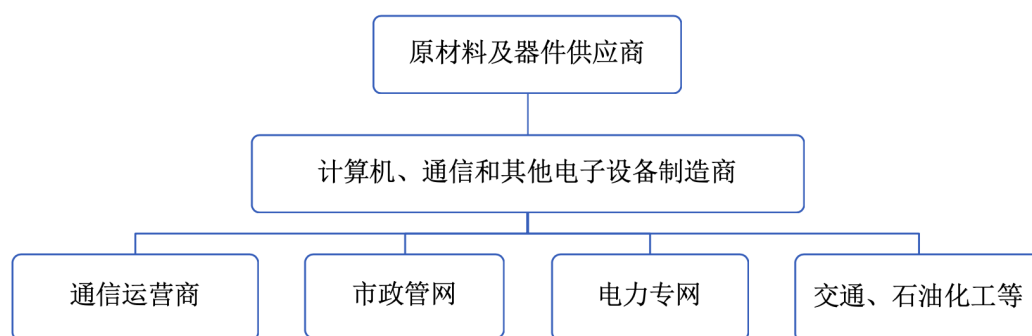 原材料及器件供应商
计算机、通信和其他电子设备制造商
通信运营商
市政管网
电力专网
交通、石油化工等